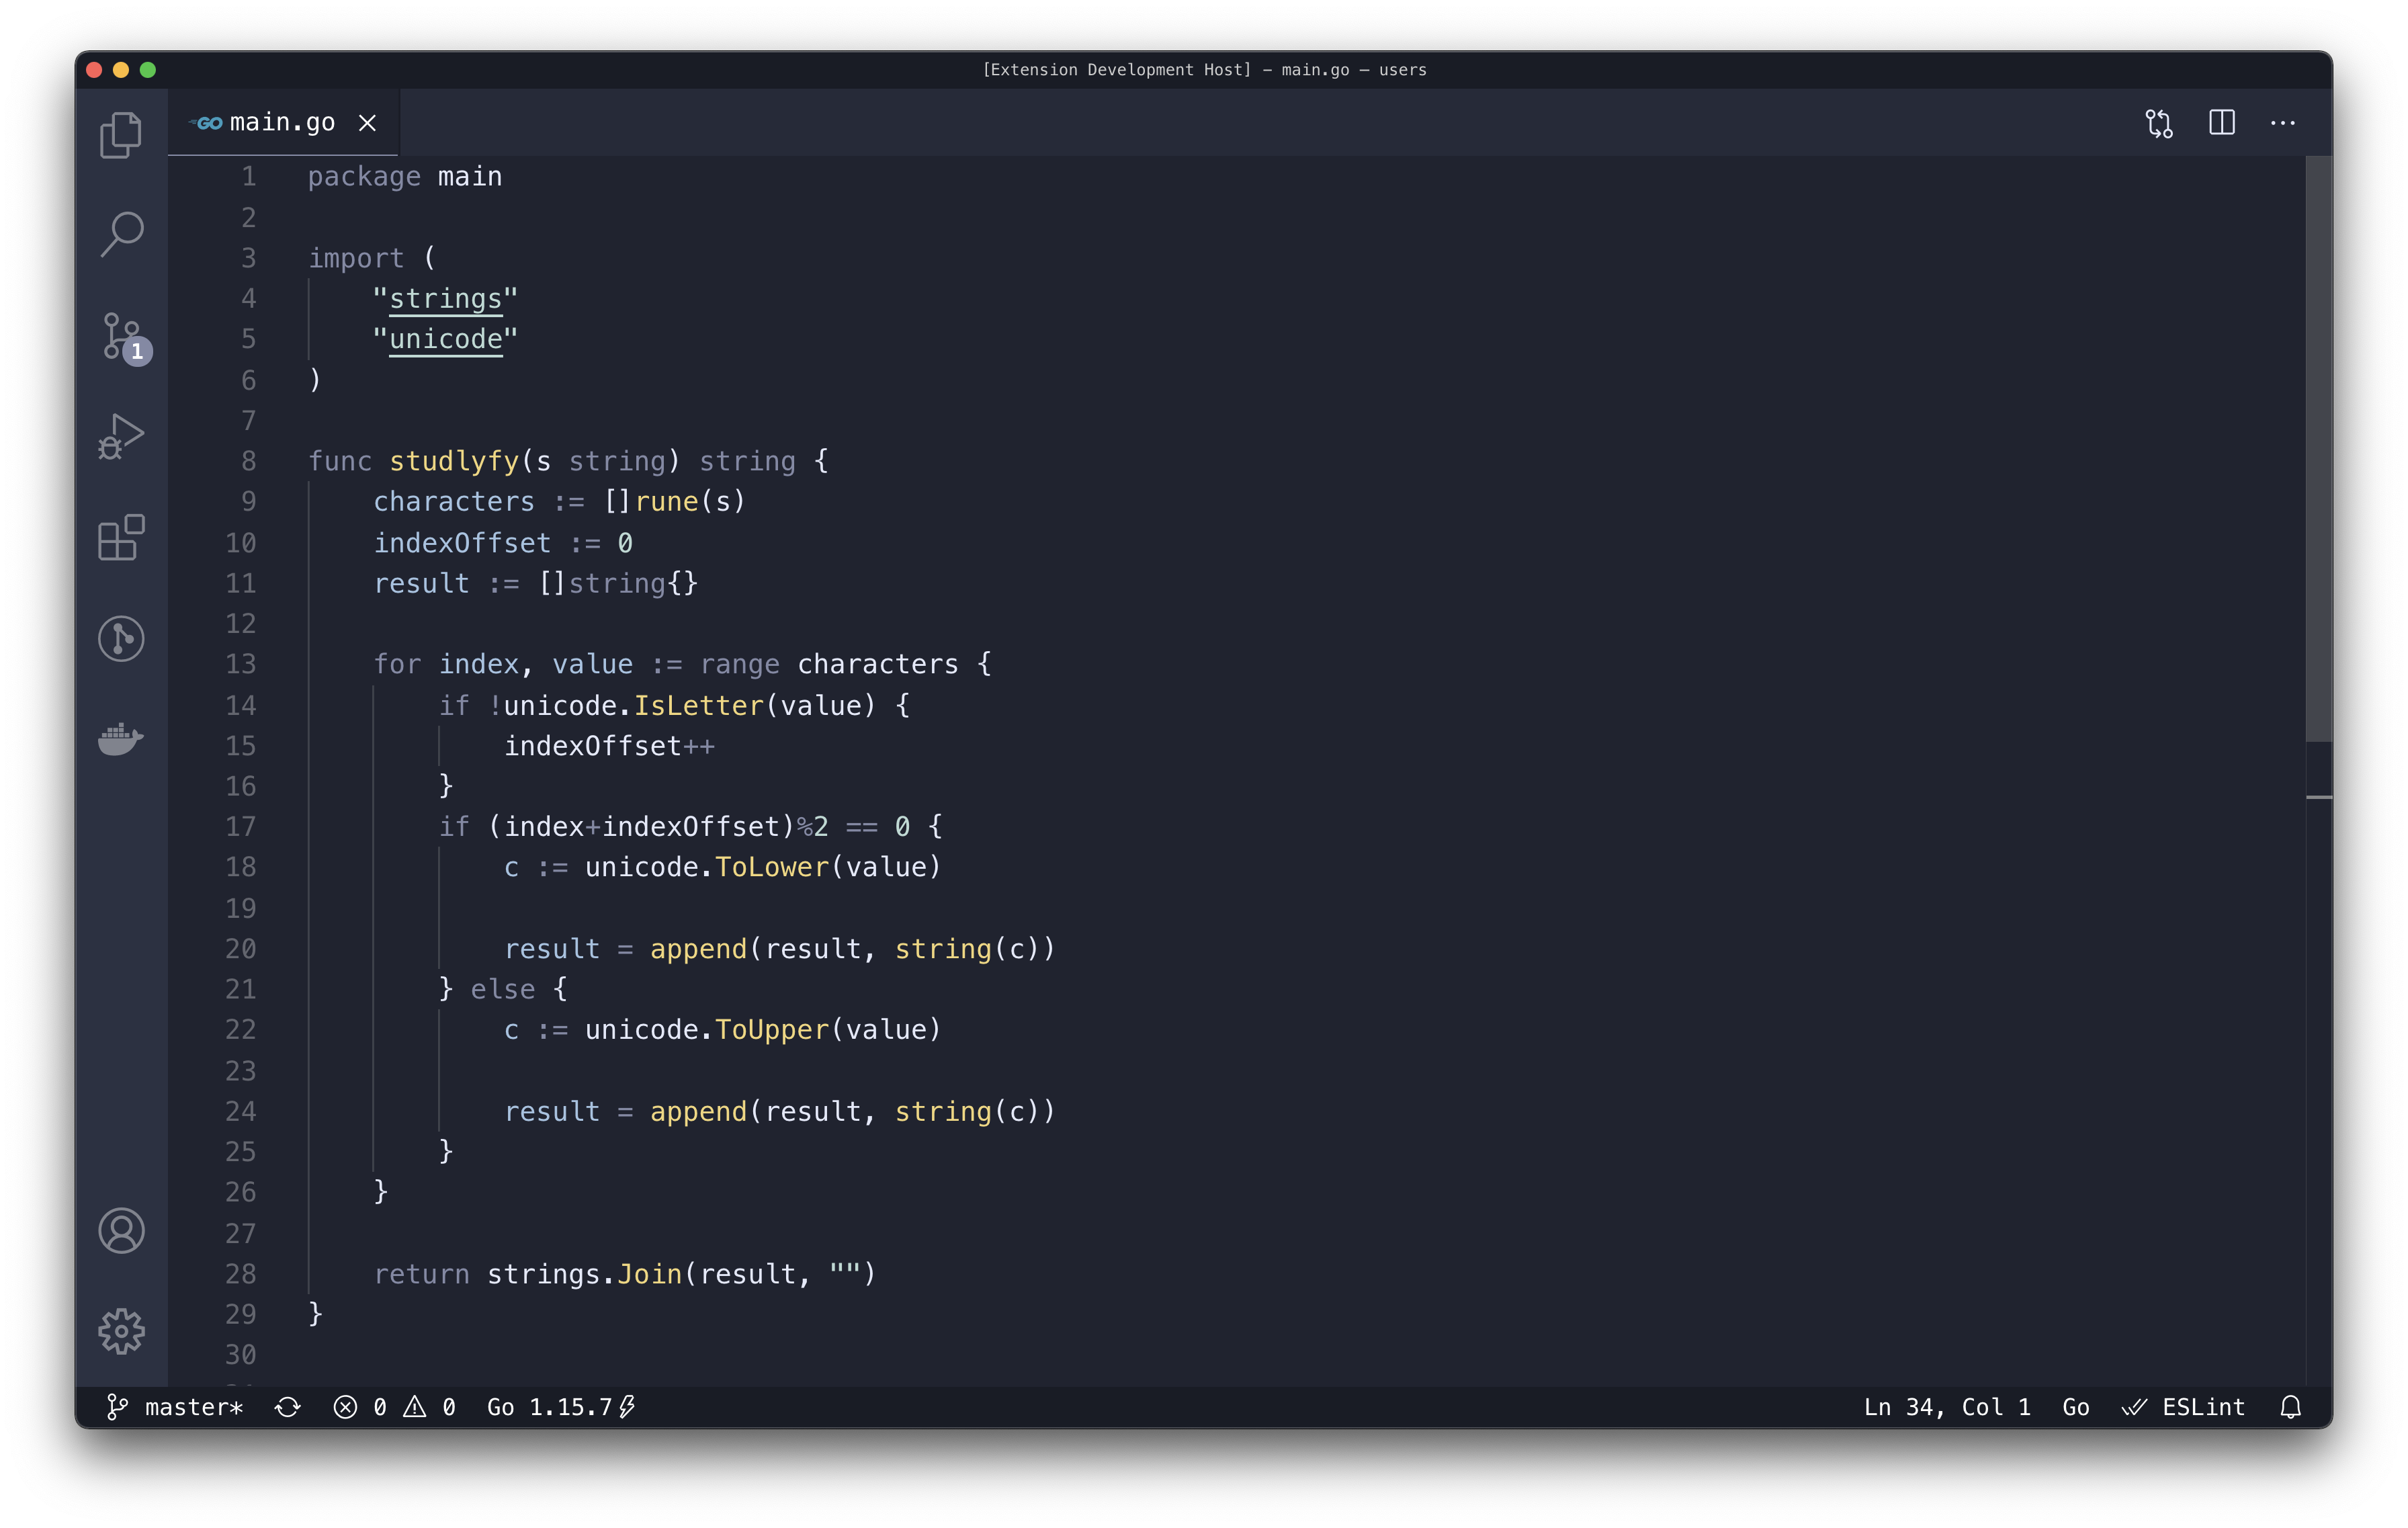 [Extension Development Host] – main.go — users
GO main.go
1 package main
2
3 import (
4     "strings"
5     "unicode"
6 )
7
8 func studlyfy(s string) string {
9     characters := []rune(s)
10     indexOffset := 0
11     result := []string{}
12
13     for index, value := range characters {
14         if !unicode.IsLetter(value) {
15             indexOffset++
16         }
17         if (index+indexOffset)%2 == 0 {
18             c := unicode.ToLower(value)
19
20             result = append(result, string(c))
21         } else {
22             c := unicode.ToUpper(value)
23
24             result = append(result, string(c))
25         }
26     }
27
28     return strings.Join(result, "")
29 }
30
1
master* 0 0 Go 1.15.7 Ln 34, Col 1 Go ESLint